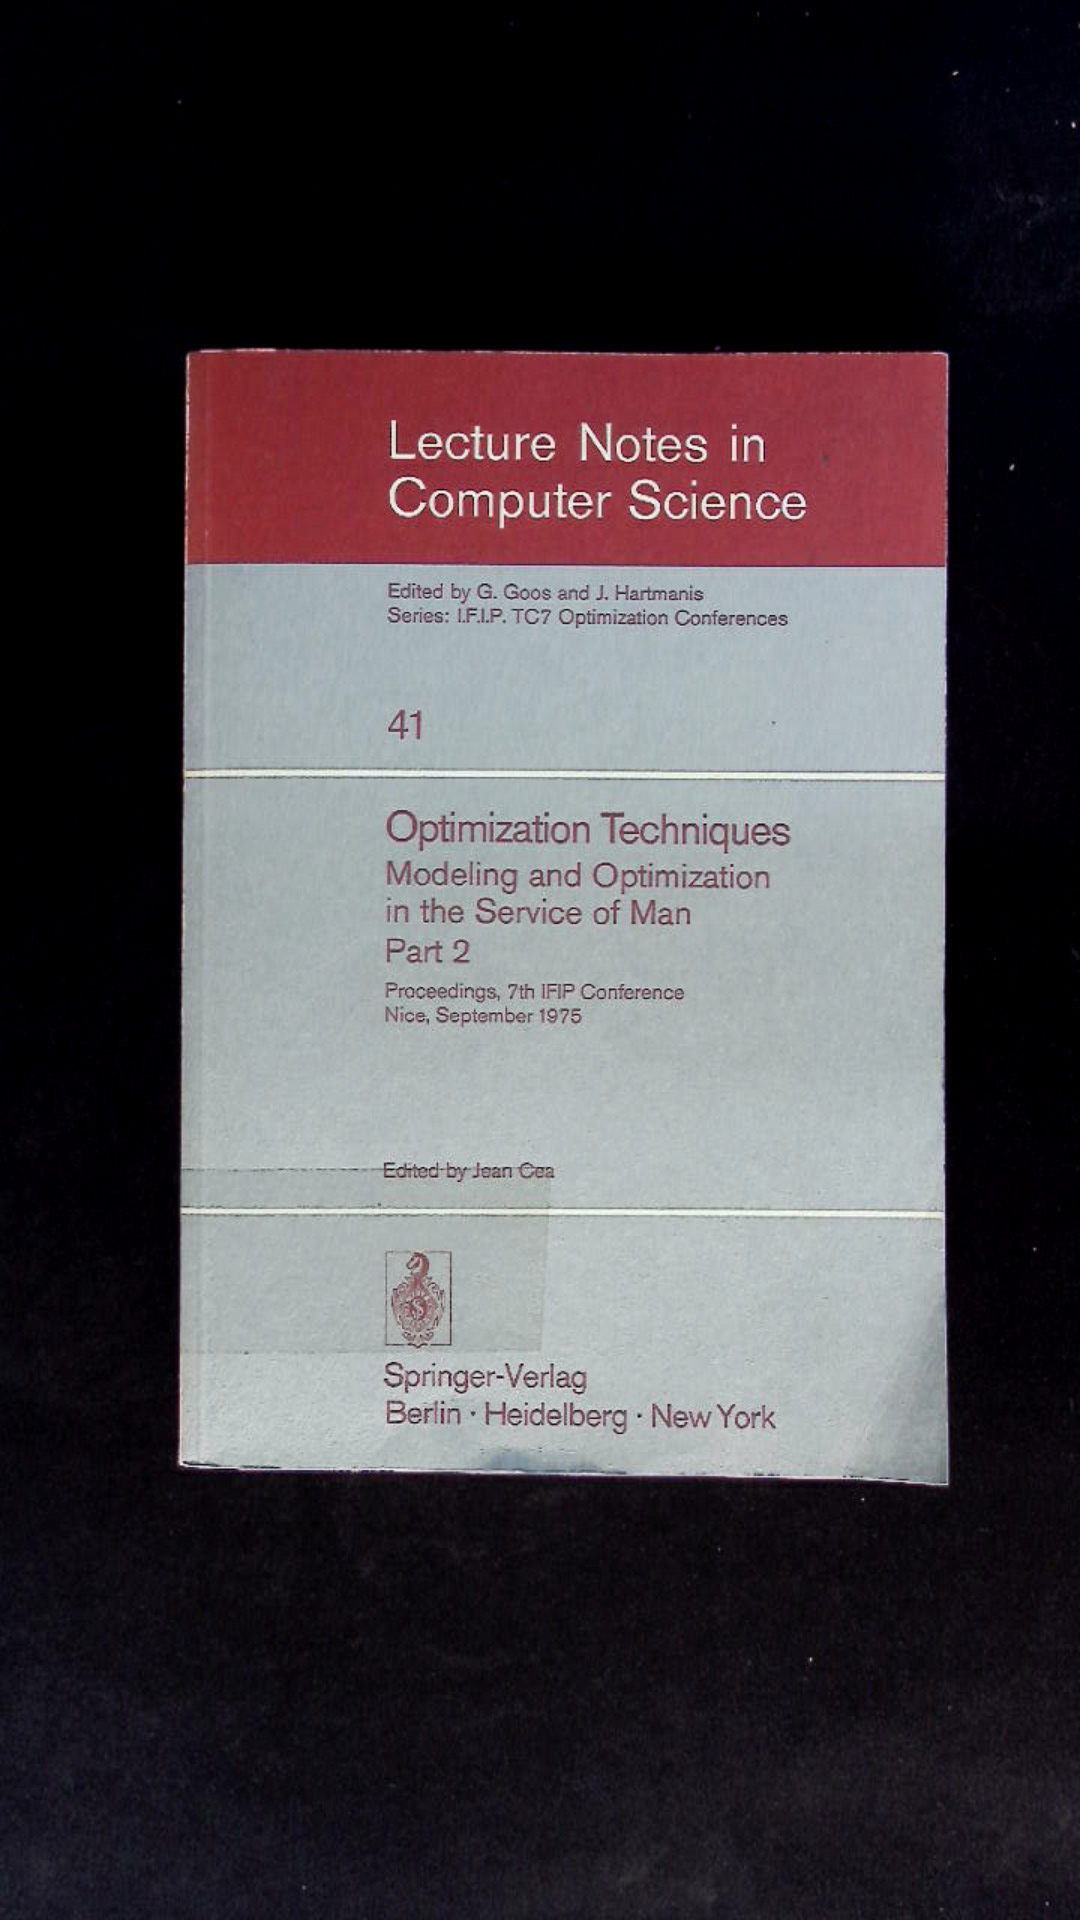 Lecture Notes in
Computer Science
Edited by G. Goos and J. Hartmanis
Series: I.F.I.P. TC7 Optimization Conferences
41
Optimization Techniques
Modeling and Optimization
in the Service of Man
Part 2
Proceedings, 7th IFIP Conference
Nice, September 1975
Edited by Jean Cea
Springer-Verlag
Berlin · Heidelberg · New York